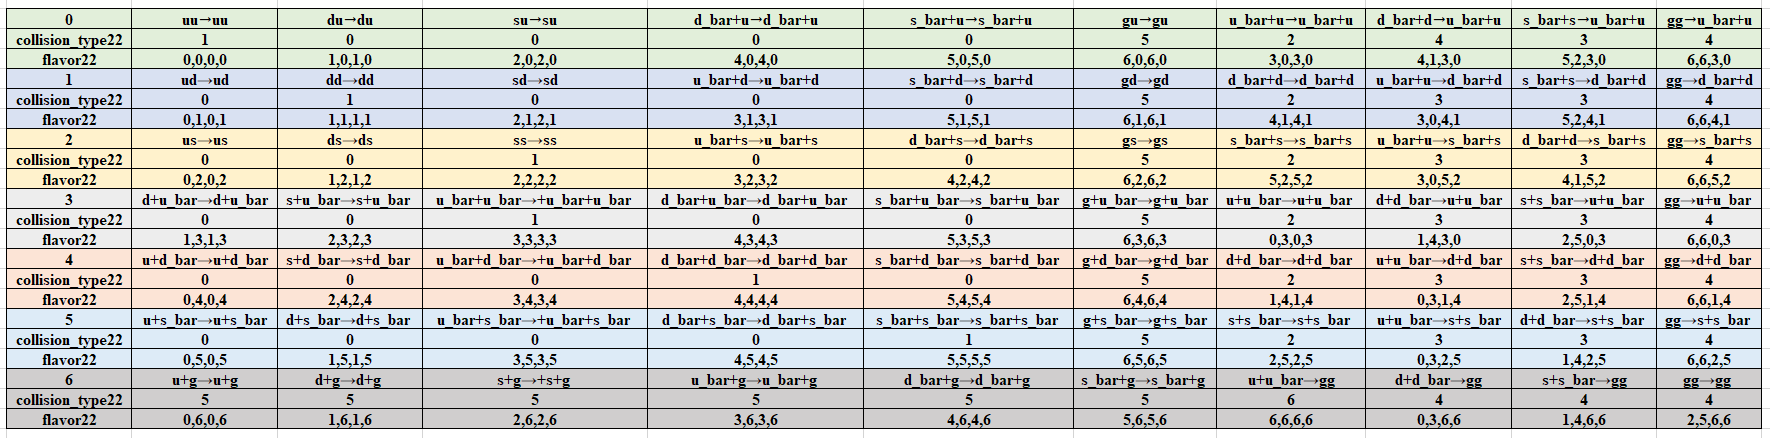 0 uu→uu du→du su→su d_bar+u→d_bar+u s_bar+u→s_bar+u gu→gu u_bar+u→u_bar+u d_bar+d→u_bar+u s_bar+s→u_bar+u gg→u_bar+u
collision_type22 1 0 0 0 0 5 2 4 3 4
flavor22 0,0,0,0 1,0,1,0 2,0,2,0 4,0,4,0 5,0,5,0 6,0,6,0 3,0,3,0 4,1,3,0 5,2,3,0 6,6,3,0
1 ud→ud dd→dd sd→sd u_bar+d→u_bar+d s_bar+d→s_bar+d gd→gd d_bar+d→d_bar+d u_bar+u→d_bar+d s_bar+s→d_bar+d gg→d_bar+d
collision_type22 0 1 0 0 0 5 2 3 3 4
flavor22 0,1,0,1 1,1,1,1 2,1,2,1 3,1,3,1 5,1,5,1 6,1,6,1 4,1,4,1 3,0,4,1 5,2,4,1 6,6,4,1
2 us→us ds→ds ss→ss u_bar+s→u_bar+s d_bar+s→d_bar+s gs→gs s_bar+s→s_bar+s u_bar+u→s_bar+s d_bar+d→s_bar+s gg→s_bar+s
collision_type22 0 0 1 0 0 5 2 3 3 4
flavor22 0,2,0,2 1,2,1,2 2,2,2,2 3,2,3,2 4,2,4,2 6,2,6,2 5,2,5,2 3,0,5,2 4,1,5,2 6,6,5,2
3 d+u_bar→d+u_bar s+u_bar→s+u_bar u_bar+u_bar→+u_bar+u_bar d_bar+u_bar→d_bar+u_bar s_bar+u_bar→s_bar+u_bar g+u_bar→g+u_bar u+u_bar→u+u_bar d+d_bar→u+u_bar s+s_bar→u+u_bar gg→u+u_bar
collision_type22 0 0 1 0 0 5 2 3 3 4
flavor22 1,3,1,3 2,3,2,3 3,3,3,3 4,3,4,3 5,3,5,3 6,3,6,3 0,3,0,3 1,4,3,0 2,5,0,3 6,6,0,3
4 u+d_bar→u+d_bar s+d_bar→s+d_bar u_bar+d_bar→+u_bar+d_bar d_bar+d_bar→d_bar+d_bar s_bar+d_bar→s_bar+d_bar g+d_bar→g+d_bar d+d_bar→d+d_bar u+u_bar→d+d_bar s+s_bar→d+d_bar gg→d+d_bar
collision_type22 0 0 0 1 0 5 2 3 3 4
flavor22 0,4,0,4 2,4,2,4 3,4,3,4 4,4,4,4 5,4,5,4 6,4,6,4 1,4,1,4 0,3,1,4 2,5,1,4 6,6,1,4
5 u+s_bar→u+s_bar d+s_bar→d+s_bar u_bar+s_bar→+u_bar+s_bar d_bar+s_bar→d_bar+s_bar s_bar+s_bar→s_bar+s_bar g+s_bar→g+s_bar s+s_bar→s+s_bar u+u_bar→s+s_bar d+d_bar→s+s_bar gg→s+s_bar
collision_type22 0 0 0 0 1 5 2 3 3 4
flavor22 0,5,0,5 1,5,1,5 3,5,3,5 4,5,4,5 5,5,5,5 6,5,6,5 2,5,2,5 0,3,2,5 1,4,2,5 6,6,2,5
6 u+g→u+g d+g→d+g s+g→+s+g u_bar+g→u_bar+g d_bar+g→d_bar+g s_bar+g→s_bar+g u+u_bar→gg d+d_bar→gg s+s_bar→gg gg→gg
collision_type22 5 5 5 5 5 5 6 4 4 4
flavor22 0,6,0,6 1,6,1,6 2,6,2,6 3,6,3,6 4,6,4,6 5,6,5,6 6,6,6,6 0,3,6,6 1,4,6,6 2,5,6,6